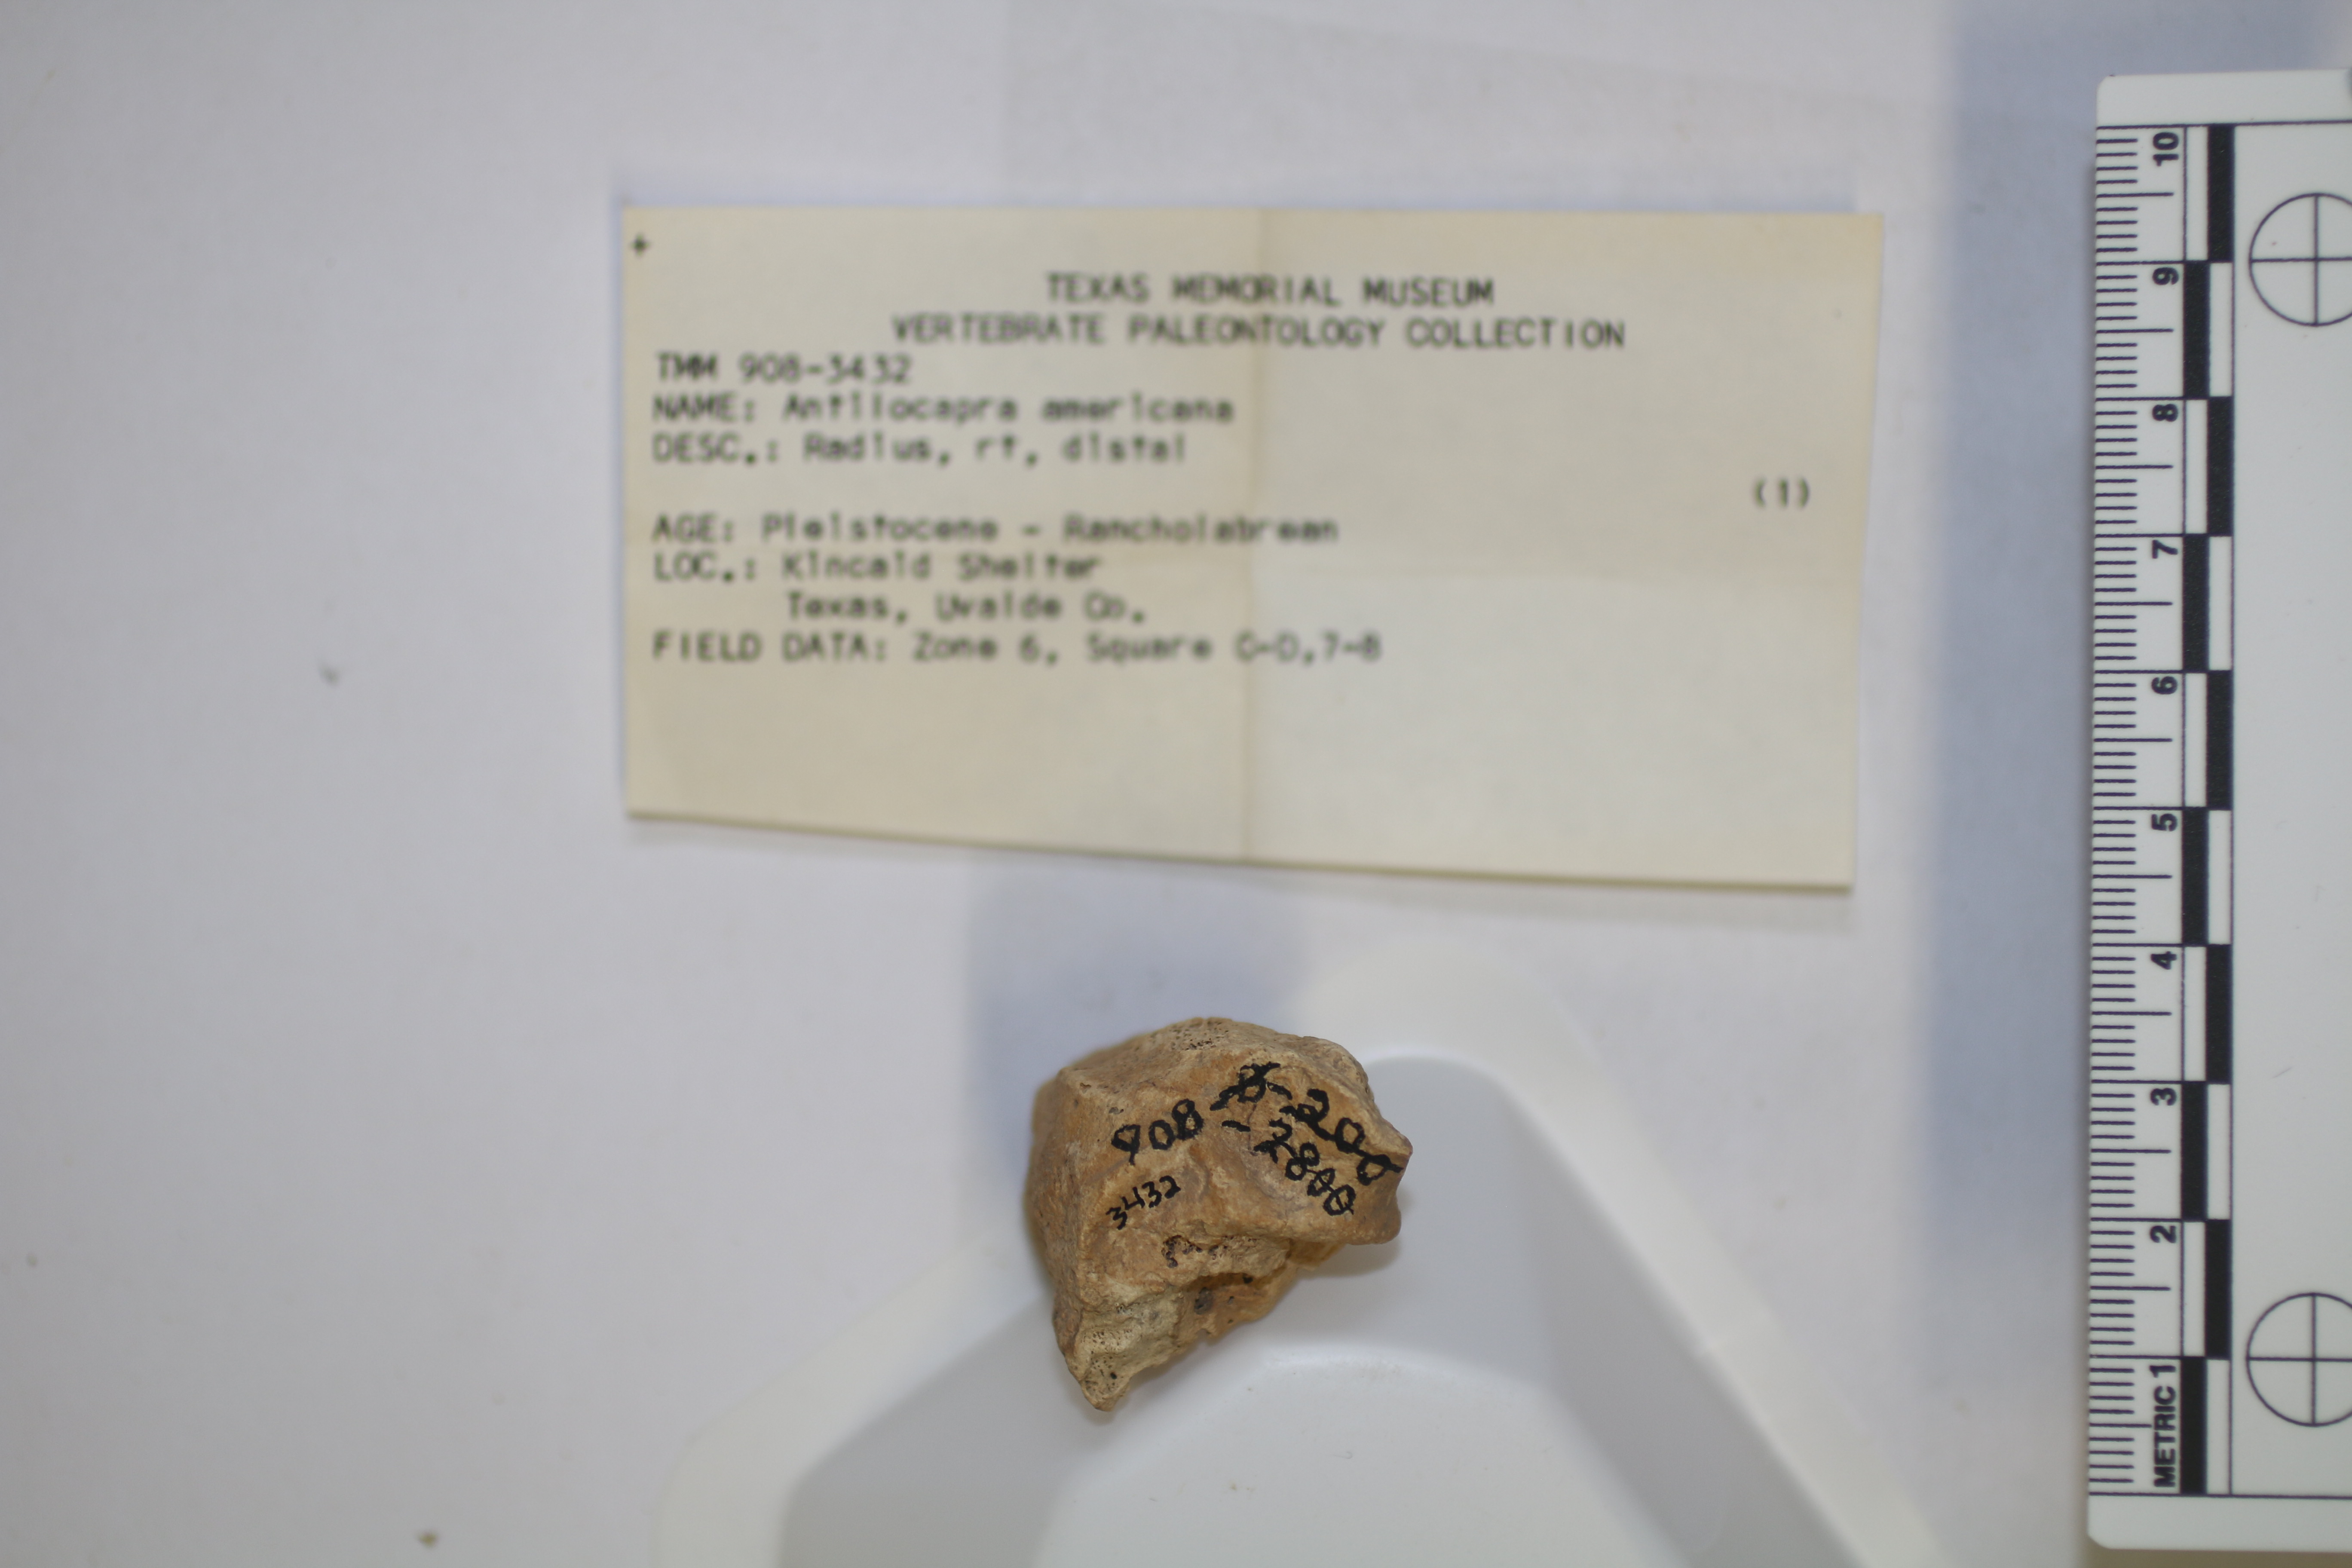 +
TEXAS MEMORIAL MUSEUM
VERTEBRATE PALEONTOLOGY COLLECTION
TMM 908-3432
NAME: Antilocapra americana
DESC.: Radius, rt, distal
(1)
AGE: Pleistocene - Rancholabrean
LOC.: Kincaid Shelter
Texas, Uvalde Co.
FIELD DATA: Zone 6, Square C-D,7-8
908
-2800
3432
10
9
8
7
6
5
4
3
2
METRIC 1